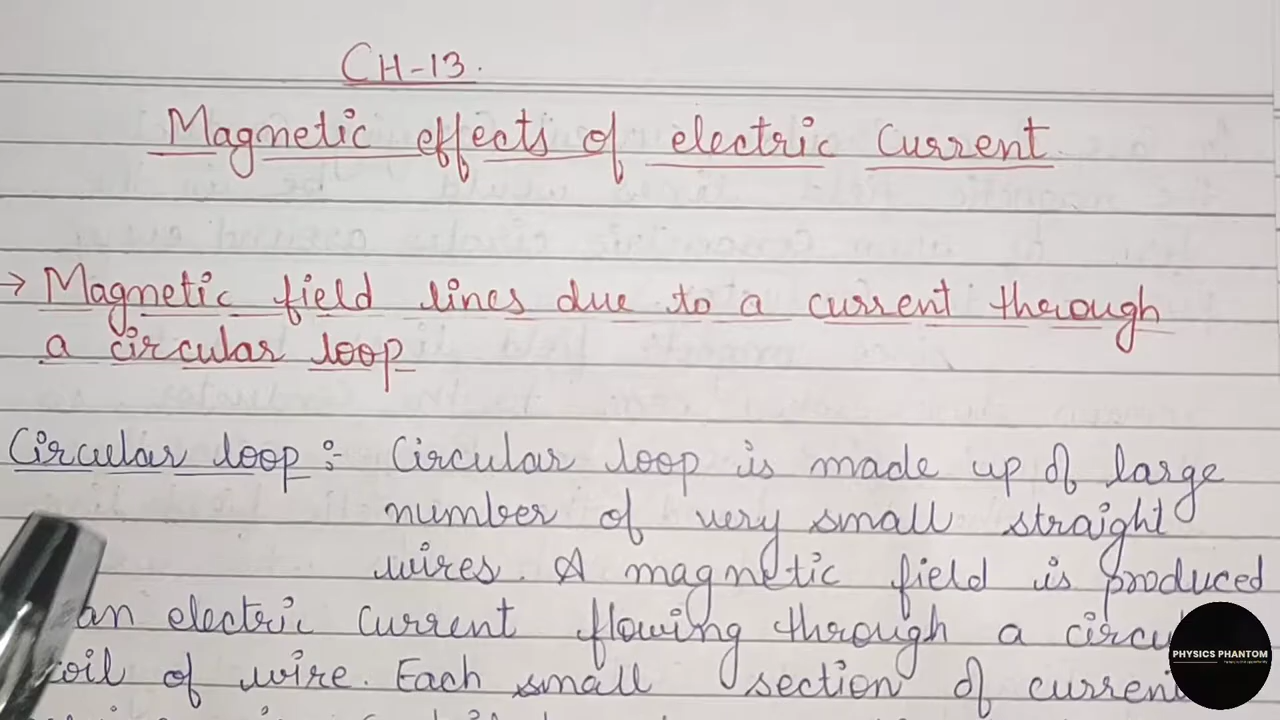 CH-13.
Magnetic effects of electric Current
→ Magnetic field lines due to a current through
a circular loop
Circular loop :- Circular loop is made up of large
number of very small straight
wires. A magnetic field is produced
an electric current flowing through a circu
coil of wire. Each small section of current
PHYSICS PHANTOM